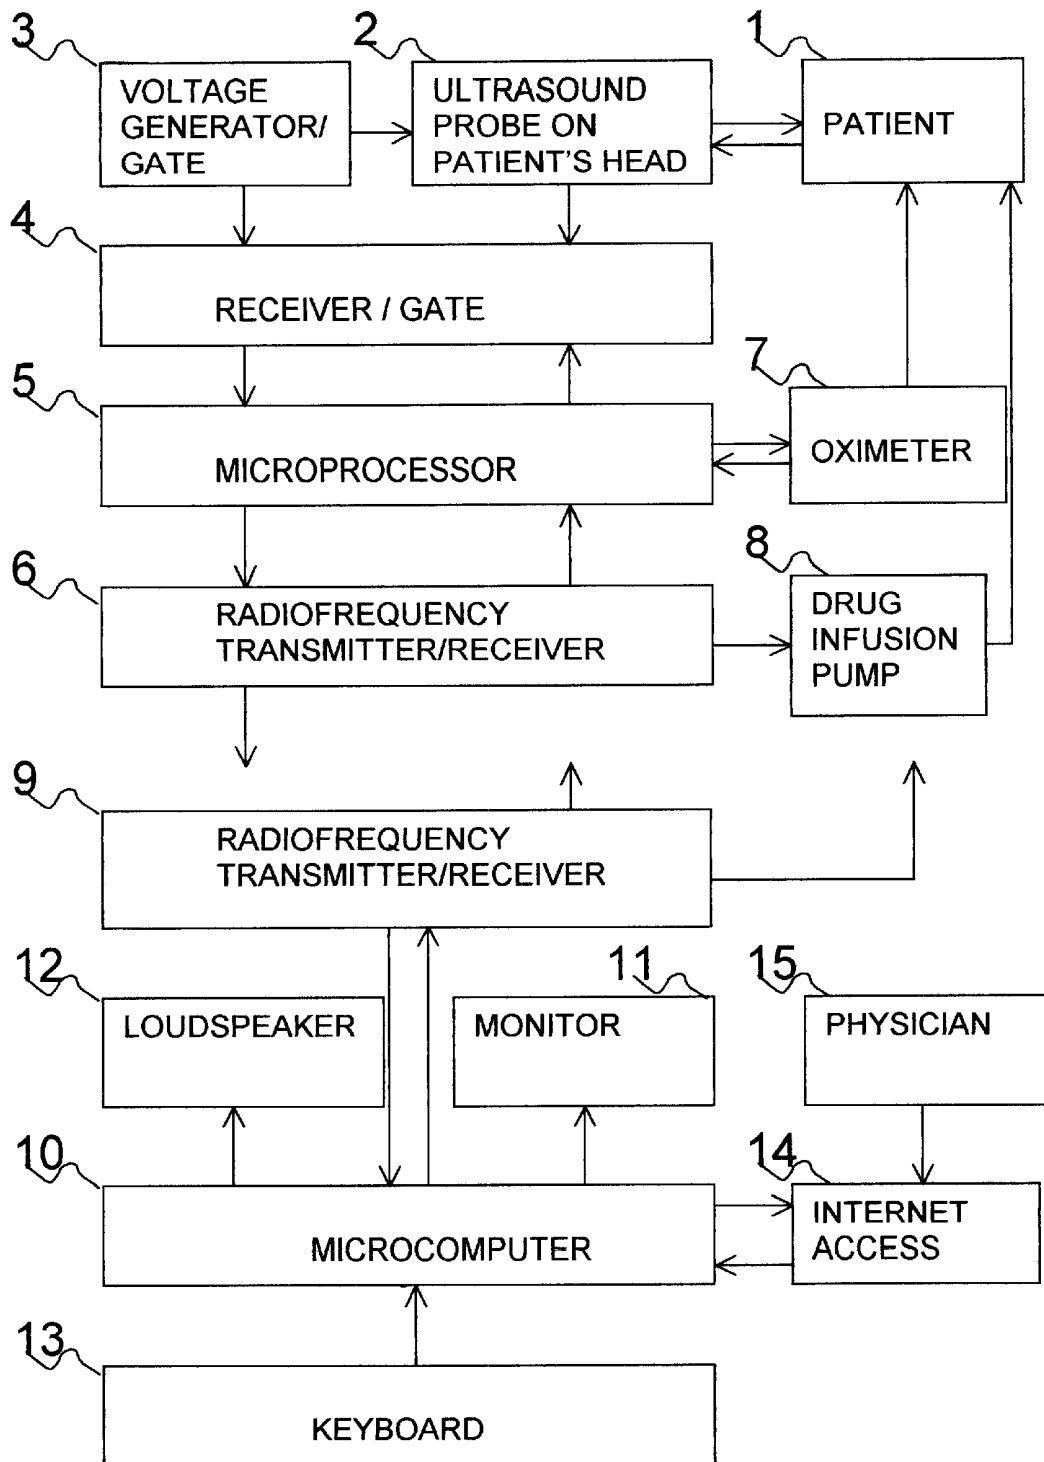 3
2
1
VOLTAGE
GENERATOR/
GATE
ULTRASOUND
PROBE ON
PATIENT'S HEAD
PATIENT
4
RECEIVER / GATE
5
MICROPROCESSOR
7
OXIMETER
6
RADIOFREQUENCY
TRANSMITTER/RECEIVER
8
DRUG
INFUSION
PUMP
9
RADIOFREQUENCY
TRANSMITTER/RECEIVER
12
LOUDSPEAKER
11
MONITOR
15
PHYSICIAN
10
MICROCOMPUTER
14
INTERNET
ACCESS
13
KEYBOARD